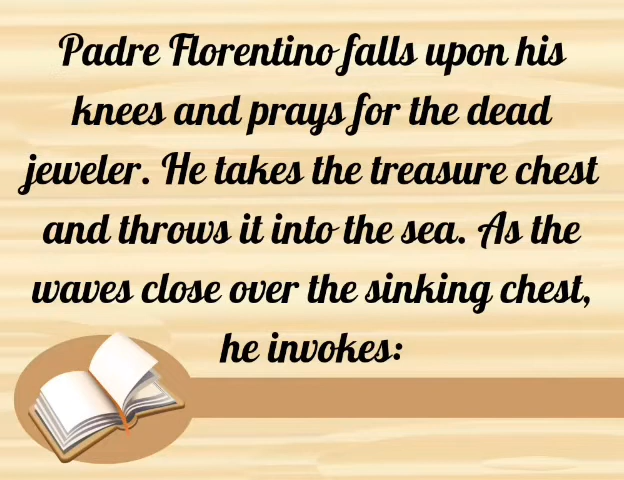 Padre Florentino falls upon his
knees and prays for the dead
jeweler. He takes the treasure chest
and throws it into the sea. As the
waves close over the sinking chest,
he invokes: